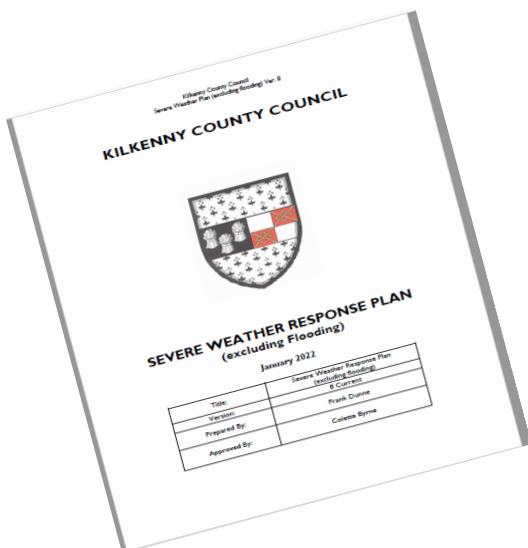 Kilkenny County Council
Severe Weather Plan (excluding flooding) Ver. 8
KILKENNY COUNTY COUNCIL
SEVERE WEATHER RESPONSE PLAN
(excluding Flooding)
January 2022
Title: Severe Weather Response Plan
(excluding flooding)
Version: 8 Current
Prepared By: Frank Dunne
Approved By: Colette Byrne